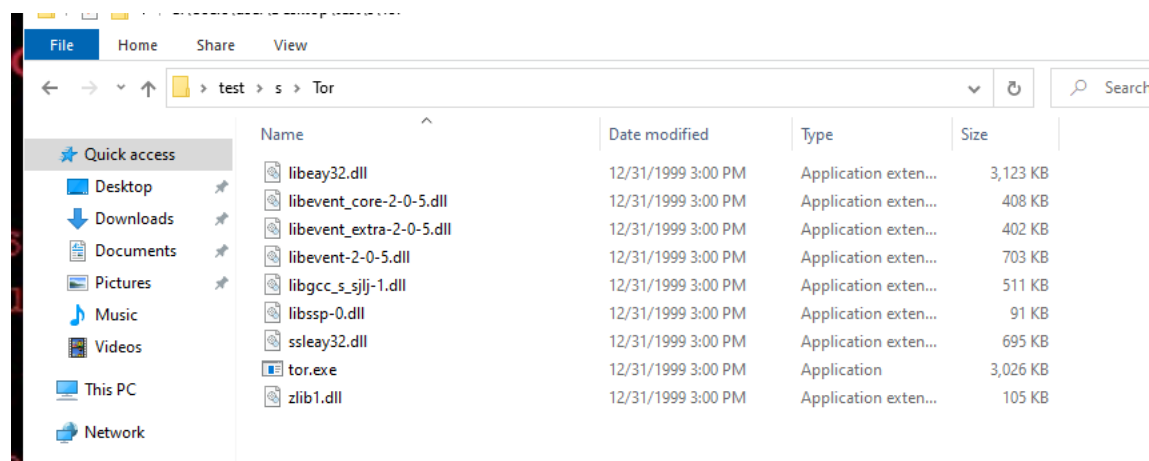 File Home Share View
test > s > Tor Search
Name Date modified Type Size
Quick access
Desktop
Downloads
Documents
Pictures
Music
Videos
This PC
Network
libeay32.dll 12/31/1999 3:00 PM Application exten... 3,123 KB
libevent_core-2-0-5.dll 12/31/1999 3:00 PM Application exten... 408 KB
libevent_extra-2-0-5.dll 12/31/1999 3:00 PM Application exten... 402 KB
libevent-2-0-5.dll 12/31/1999 3:00 PM Application exten... 703 KB
libgcc_s_sjlj-1.dll 12/31/1999 3:00 PM Application exten... 511 KB
libssp-0.dll 12/31/1999 3:00 PM Application exten... 91 KB
ssleay32.dll 12/31/1999 3:00 PM Application exten... 695 KB
tor.exe 12/31/1999 3:00 PM Application 3,026 KB
zlib1.dll 12/31/1999 3:00 PM Application exten... 105 KB